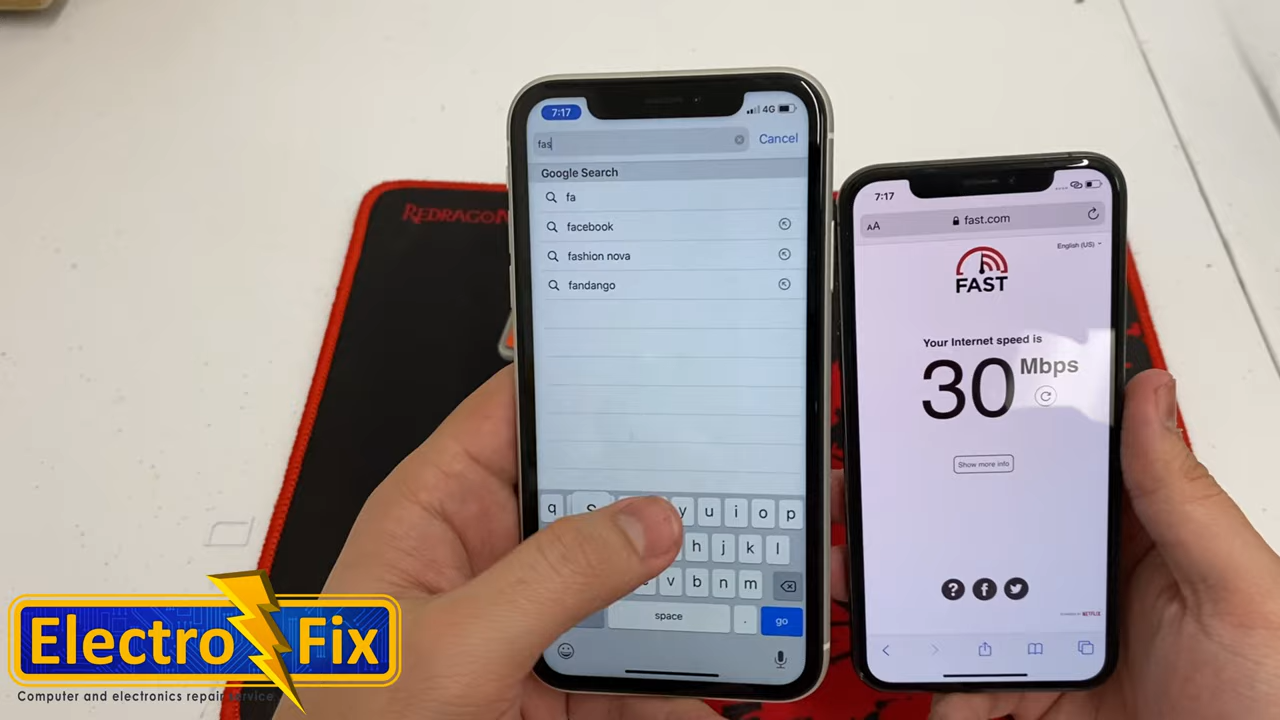 REDRAGON
7:17
4G
fas
Cancel
Google Search
fa
facebook
fashion nova
fandango
q
y u i o p
h j k l
v b n m
space
.
go
7:17
AA
fast.com
English (US)
FAST
Your Internet speed is
30 Mbps
Show more info
NETFLIX
Electro Fix
Computer and electronics repair service